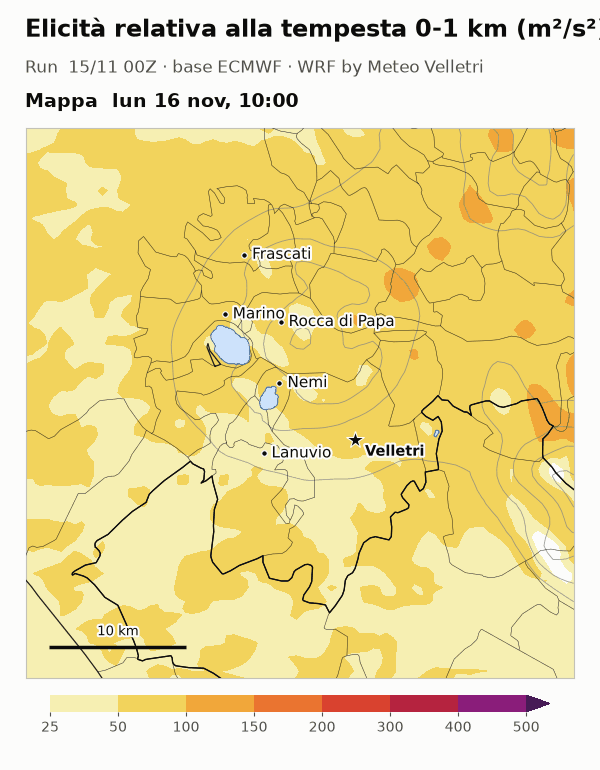 Elicità relativa alla tempesta 0-1 km (m²/s²)
Run 15/11 00Z · base ECMWF · WRF by Meteo Velletri
Mappa lun 16 nov, 10:00
Frascati
Marino
Rocca di Papa
Nemi
Velletri
Lanuvio
10 km
25 50 100 150 200 300 400 500